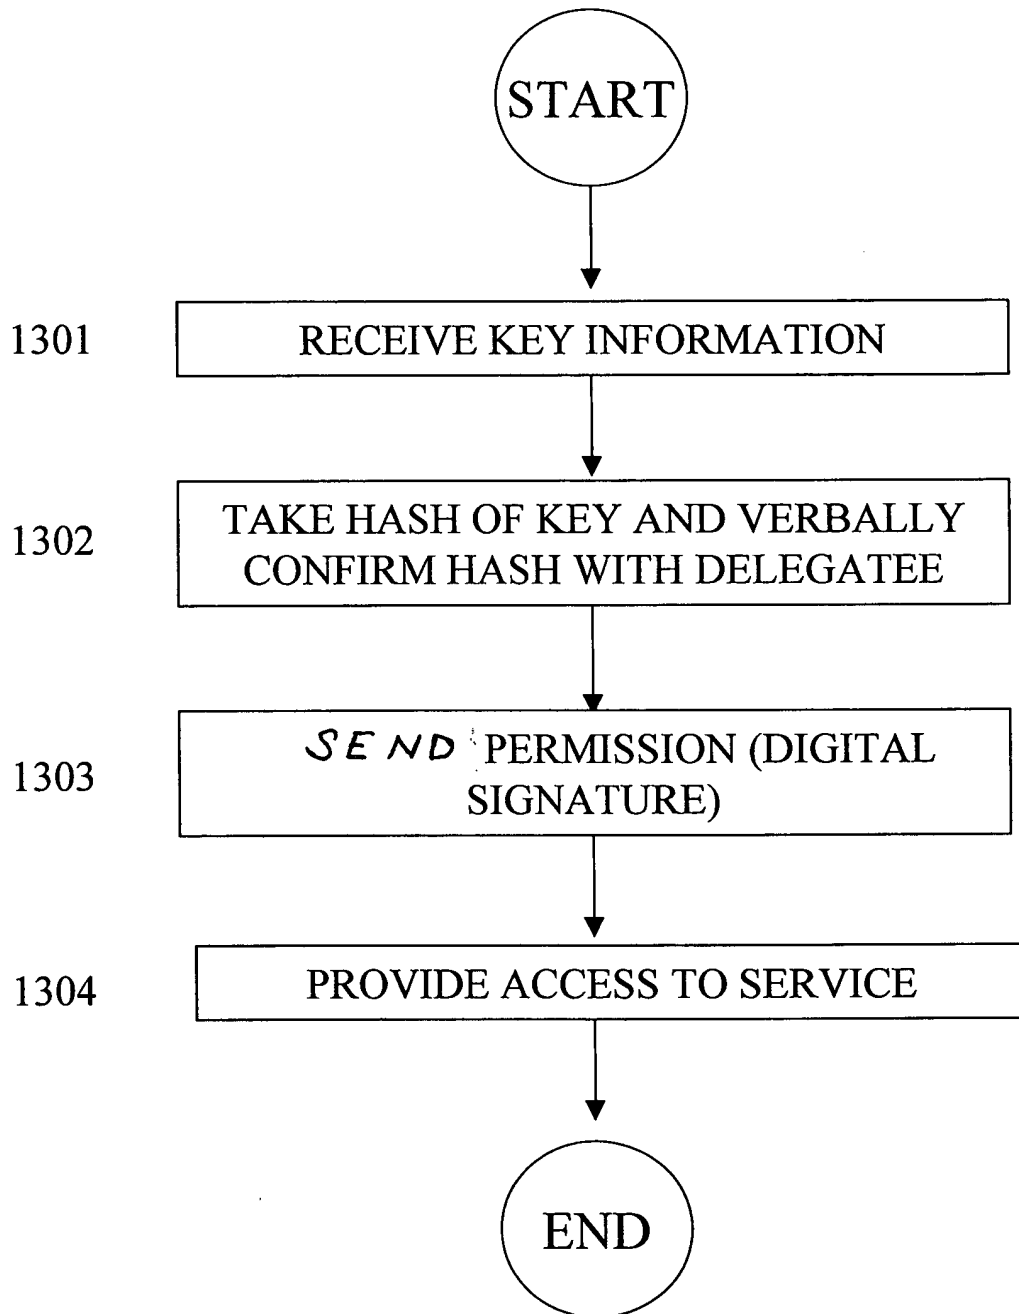 START
1301 RECEIVE KEY INFORMATION
1302 TAKE HASH OF KEY AND VERBALLY
CONFIRM HASH WITH DELEGATEE
1303 SEND PERMISSION (DIGITAL
SIGNATURE)
1304 PROVIDE ACCESS TO SERVICE
END